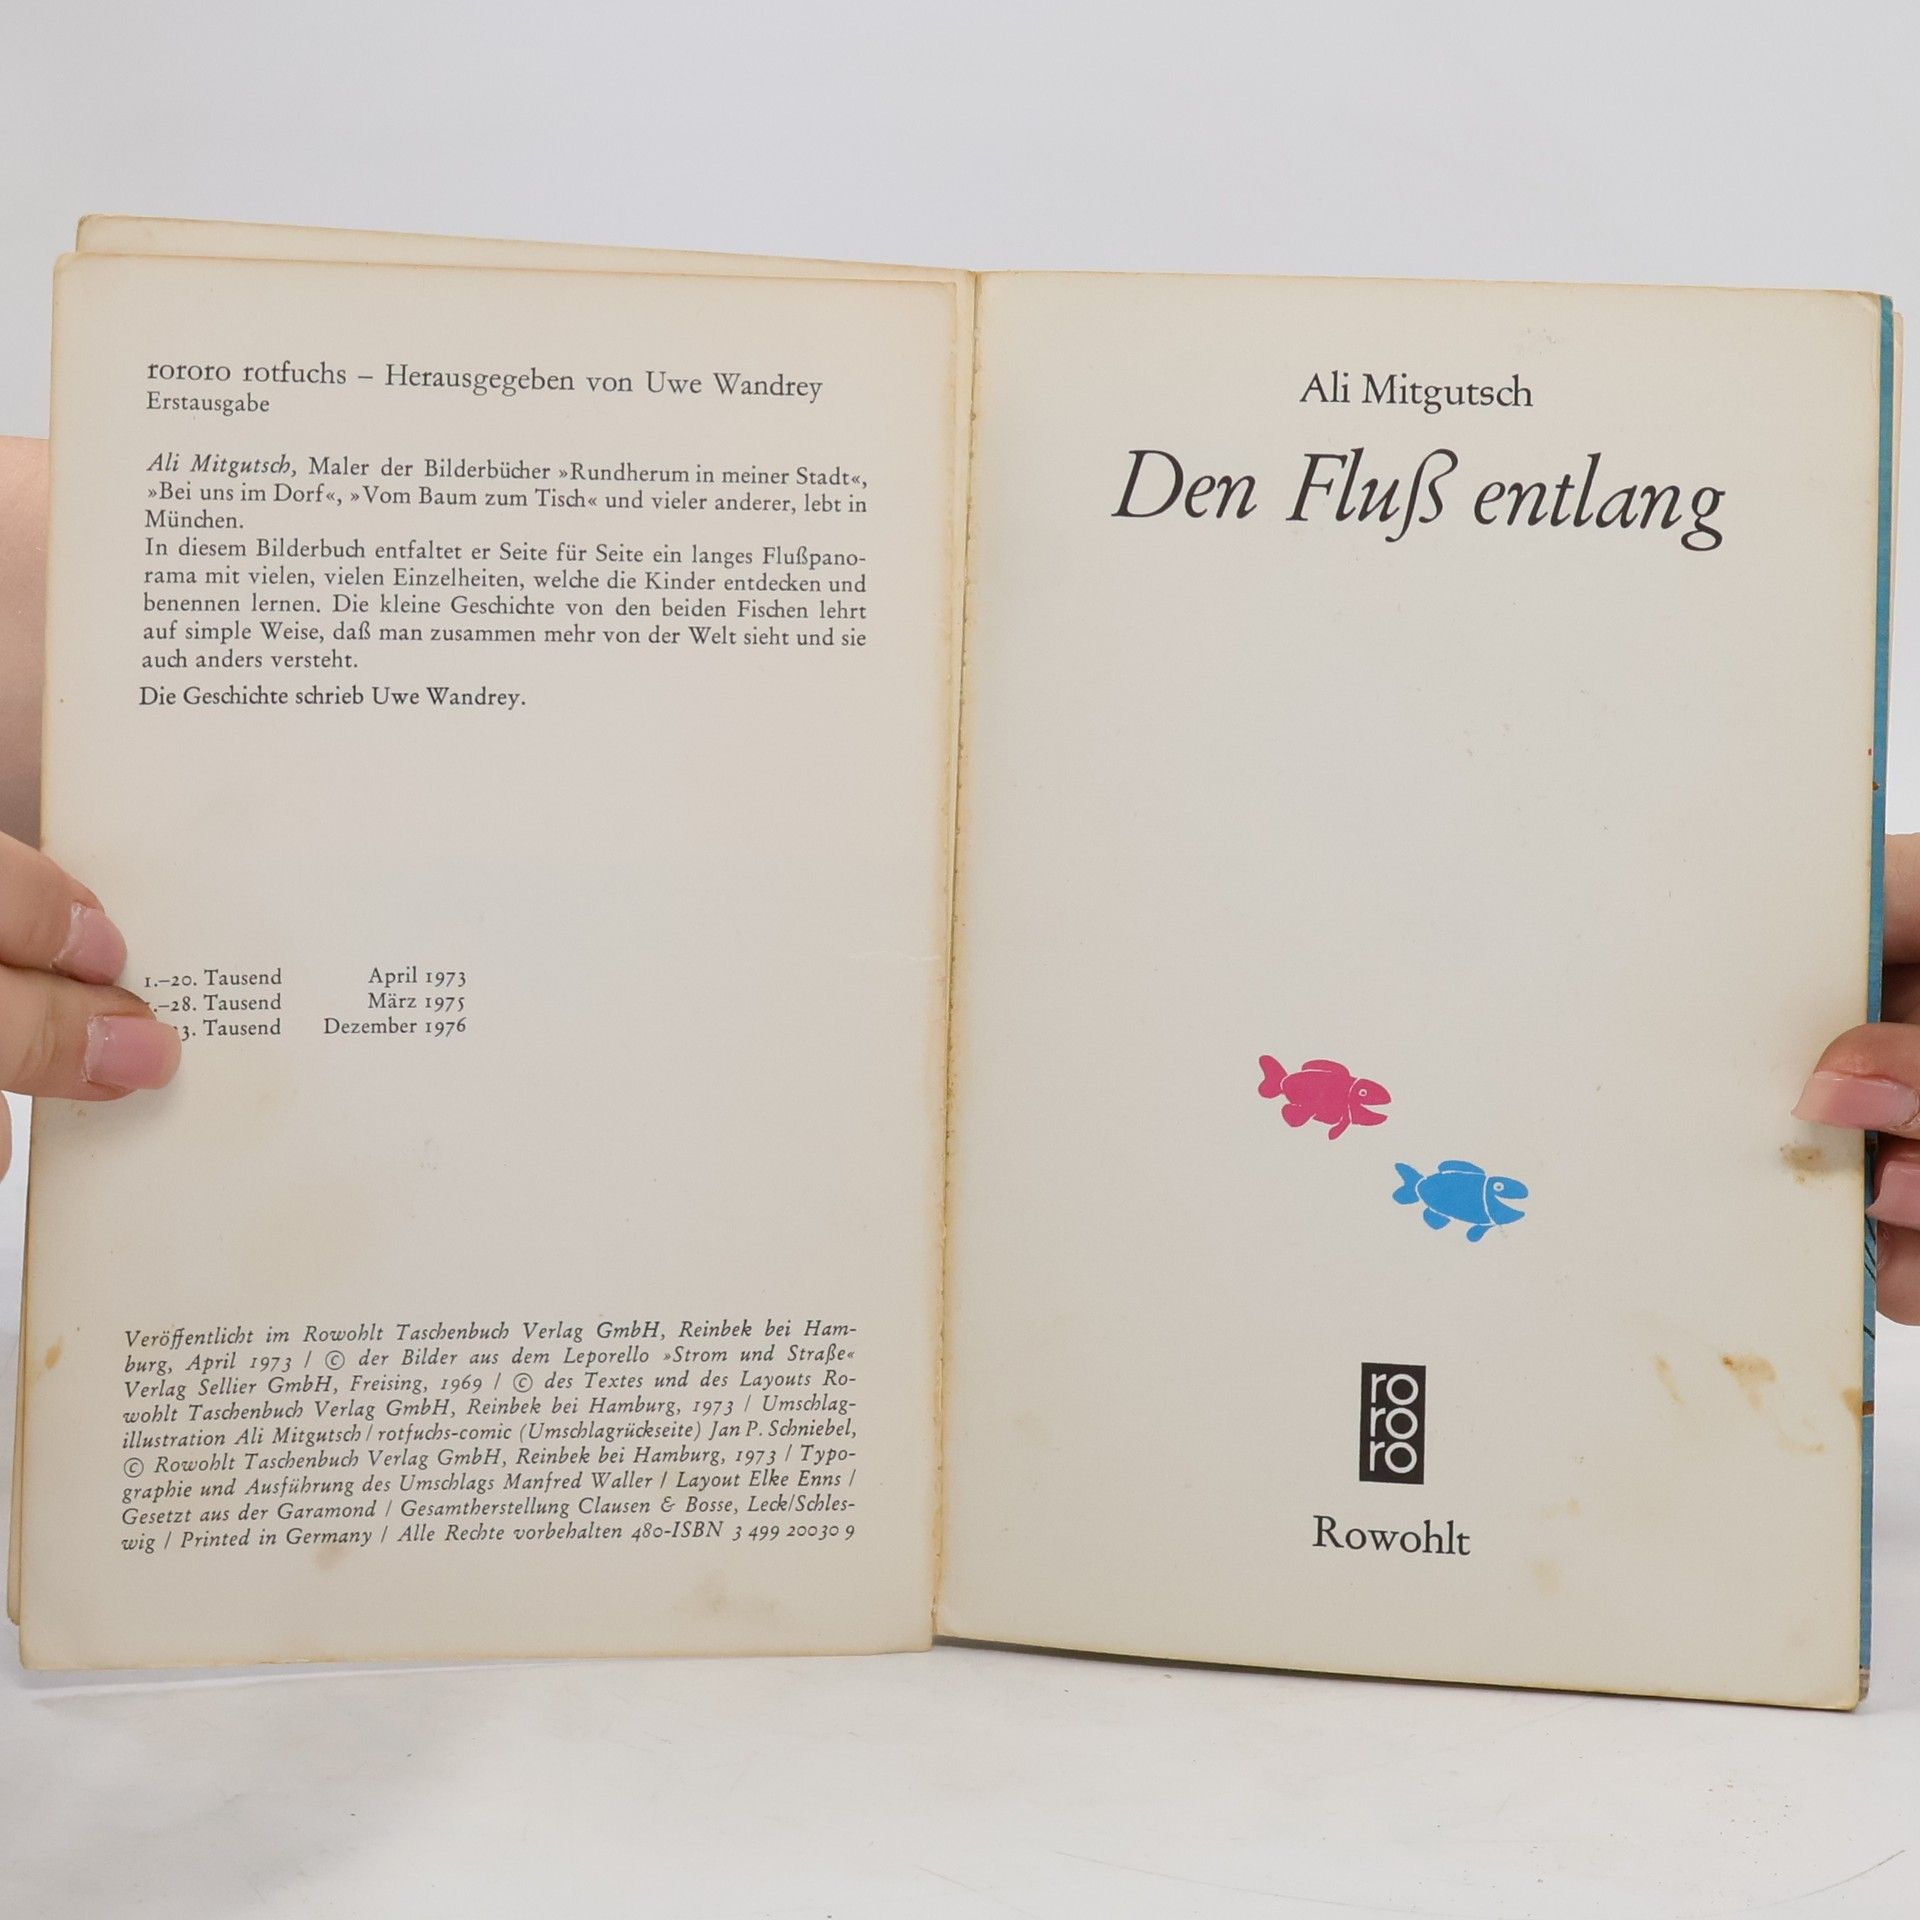 rororo rotfuchs – Herausgegeben von Uwe Wandrey
Erstausgabe
Ali Mitgutsch, Maler der Bilderbücher »Rundherum in meiner Stadt«,
»Bei uns im Dorf«, »Vom Baum zum Tisch« und vieler anderer, lebt in
München.
In diesem Bilderbuch entfaltet er Seite für Seite ein langes Flußpano-
rama mit vielen, vielen Einzelheiten, welche die Kinder entdecken und
benennen lernen. Die kleine Geschichte von den beiden Fischen lehrt
auf simple Weise, daß man zusammen mehr von der Welt sieht und sie
auch anders versteht.
Die Geschichte schrieb Uwe Wandrey.
1.–20. Tausend April 1973
.–28. Tausend März 1975
3. Tausend Dezember 1976
Veröffentlicht im Rowohlt Taschenbuch Verlag GmbH, Reinbek bei Ham-
burg, April 1973 / © der Bilder aus dem Leporello »Strom und Straße«
Verlag Sellier GmbH, Freising, 1969 / © des Textes und des Layouts Ro-
wohlt Taschenbuch Verlag GmbH, Reinbek bei Hamburg, 1973 / Umschlag-
illustration Ali Mitgutsch / rotfuchs-comic (Umschlagrückseite) Jan P. Schniebel,
© Rowohlt Taschenbuch Verlag GmbH, Reinbek bei Hamburg, 1973 / Typo-
graphie und Ausführung des Umschlags Manfred Waller / Layout Elke Enns /
Gesetzt aus der Garamond / Gesamtherstellung Clausen & Bosse, Leck/Schles-
wig / Printed in Germany / Alle Rechte vorbehalten 480-ISBN 3 499 20030 9
Ali Mitgutsch
Den Fluß entlang
ro
ro
ro
Rowohlt